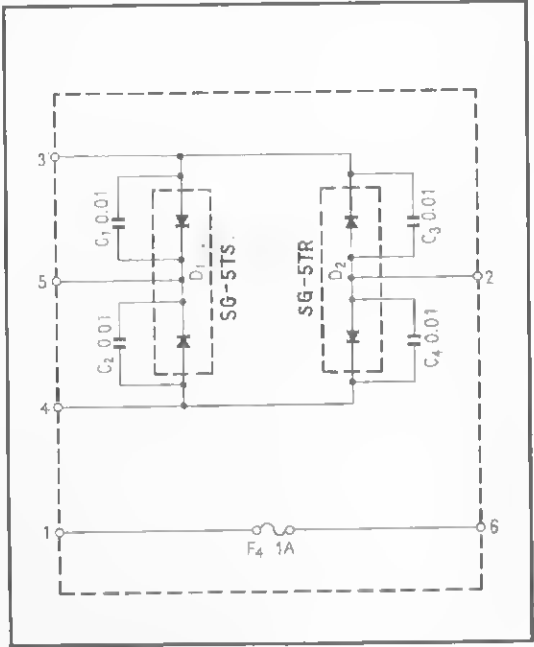 3
C₁ 0.01
D₁
SG-5TS.
SG-5TR
D₂
C₃ 0.01
5
2
C₂ 0.01
C₄ 0.01
4
1
F₄ 1A
6